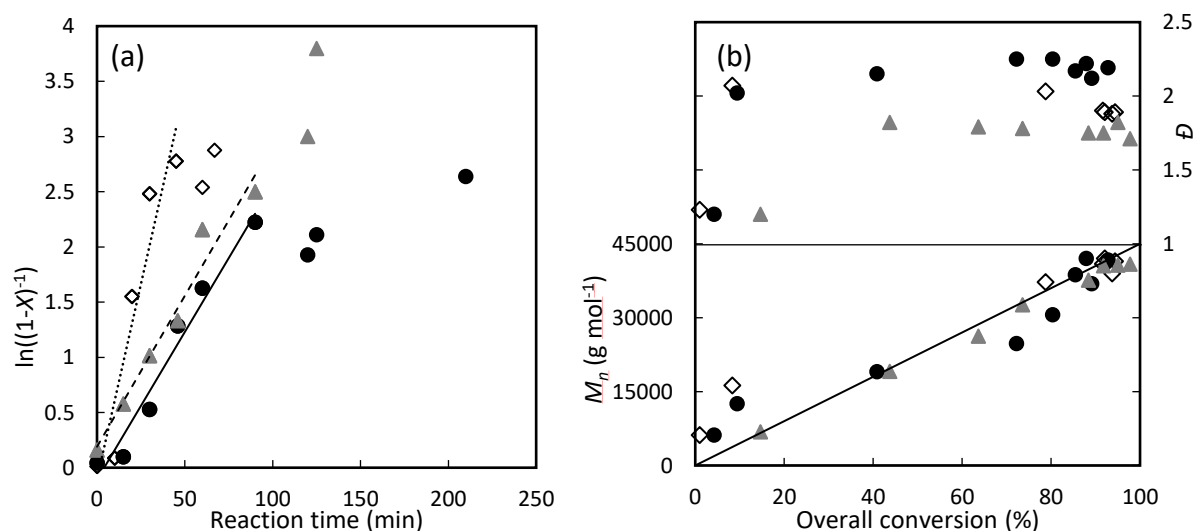 (a)
ln((1-X)⁻¹)
4
3.5
3
2.5
2
1.5
1
0.5
0
0 50 100 150 200 250
Reaction time (min)
(b)
Mₙ (g mol⁻¹)
45000
30000
15000
0
2.5
2
1.5
1
Đ
0 20 40 60 80 100
Overall conversion (%)